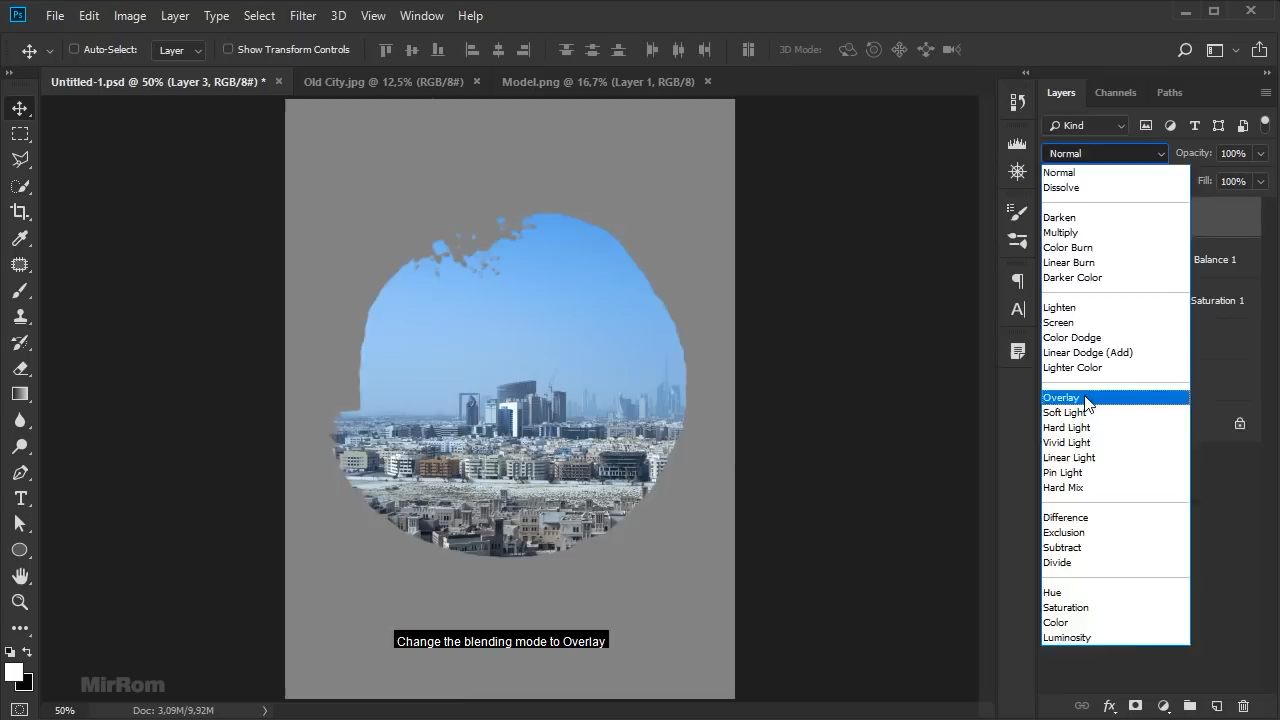 Ps File Edit Image Layer Type Select Filter 3D View Window Help
Auto-Select: Layer Show Transform Controls 3D Mode:
Untitled-1.psd @ 50% (Layer 3, RGB/8#) * Old City.jpg @ 12,5% (RGB/8#) Model.png @ 16,7% (Layer 1, RGB/8)
Layers Channels Paths
Kind
Normal Opacity: 100%
Normal
Fill: 100%
Dissolve
Darken
Multiply
Color Burn
Linear Burn
Balance 1
Darker Color
Saturation 1
Lighten
Screen
Color Dodge
Linear Dodge (Add)
Lighter Color
Overlay
Soft Light
Hard Light
Vivid Light
Linear Light
Pin Light
Hard Mix
Difference
Exclusion
Subtract
Divide
Hue
Saturation
Color
Luminosity
Change the blending mode to Overlay
MirRom
50% Doc: 3,09M/9,92M